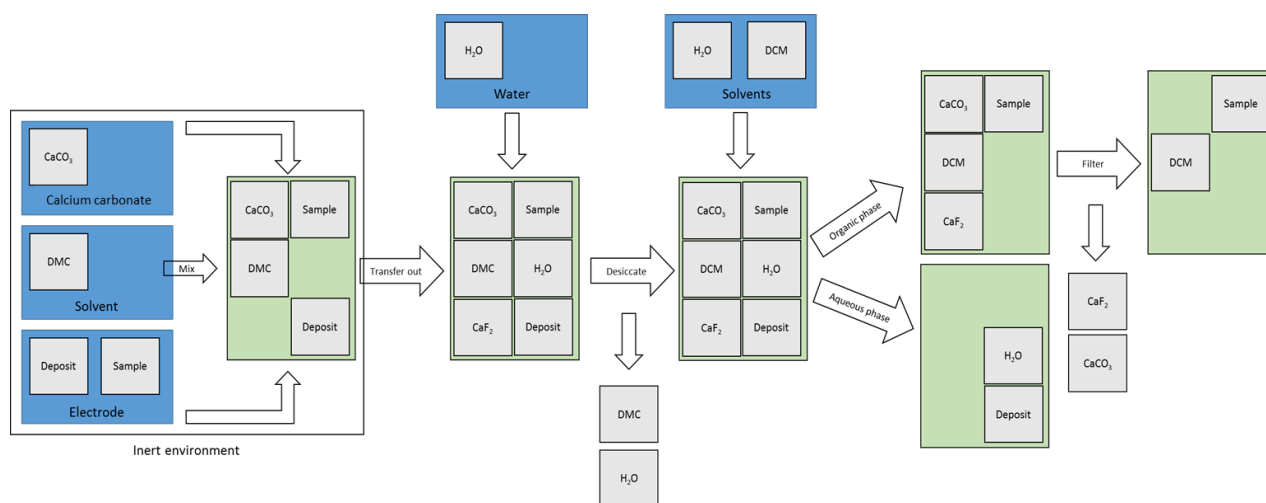 H₂O
Water
H₂O DCM
Solvents
CaCO₃
Calcium carbonate
DMC
Solvent
Deposit Sample
Electrode
Inert environment
Mix
CaCO₃ Sample
DMC
Deposit
Transfer out
CaCO₃ Sample
DMC H₂O
CaF₂ Deposit
Desiccate
DMC
H₂O
CaCO₃ Sample
DCM H₂O
CaF₂ Deposit
Organic phase
Aqueous phase
CaCO₃ Sample
DCM
CaF₂
H₂O
Deposit
Filter
CaF₂
CaCO₃
Sample
DCM